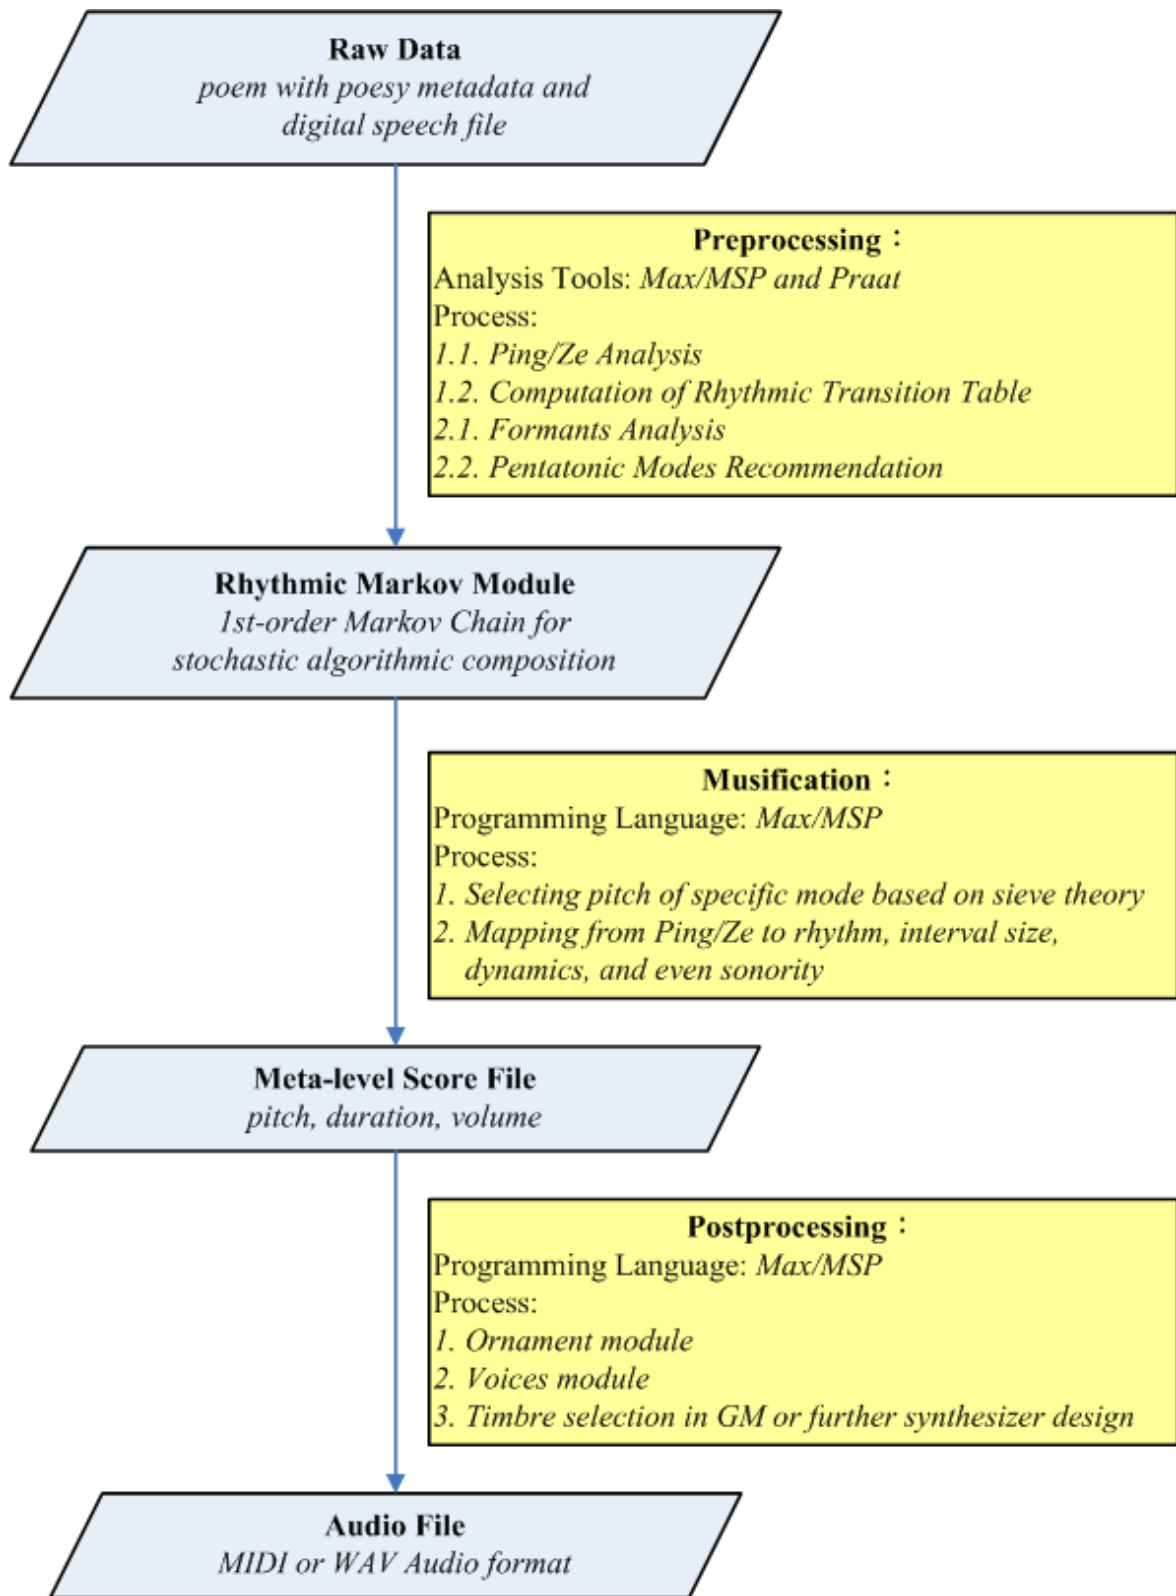 Raw Data
poem with poesy metadata and
digital speech file
Preprocessing：
Analysis Tools: Max/MSP and Praat
Process:
1.1. Ping/Ze Analysis
1.2. Computation of Rhythmic Transition Table
2.1. Formants Analysis
2.2. Pentatonic Modes Recommendation
Rhythmic Markov Module
1st-order Markov Chain for
stochastic algorithmic composition
Musification：
Programming Language: Max/MSP
Process:
1. Selecting pitch of specific mode based on sieve theory
2. Mapping from Ping/Ze to rhythm, interval size,
dynamics, and even sonority
Meta-level Score File
pitch, duration, volume
Postprocessing：
Programming Language: Max/MSP
Process:
1. Ornament module
2. Voices module
3. Timbre selection in GM or further synthesizer design
Audio File
MIDI or WAV Audio format